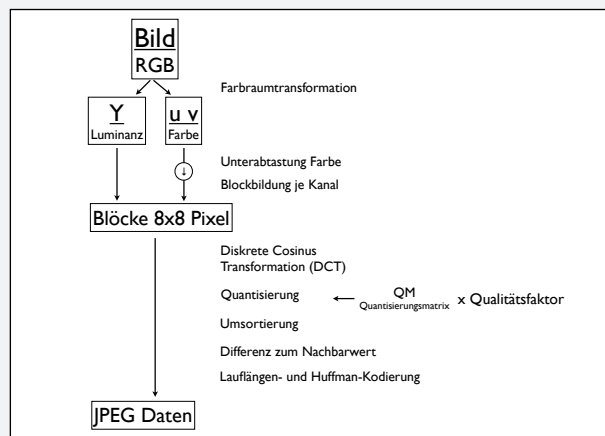 Bild
RGB
Farbraumtransformation
Y
Luminanz
u v
Farbe
Unterabtastung Farbe
↓
Blockbildung je Kanal
Blöcke 8x8 Pixel
Diskrete Cosinus
Transformation (DCT)
Quantisierung
QM
Quantisierungsmatrix
x Qualitätsfaktor
Umsortierung
Differenz zum Nachbarwert
Lauflängen- und Huffman-Kodierung
JPEG Daten